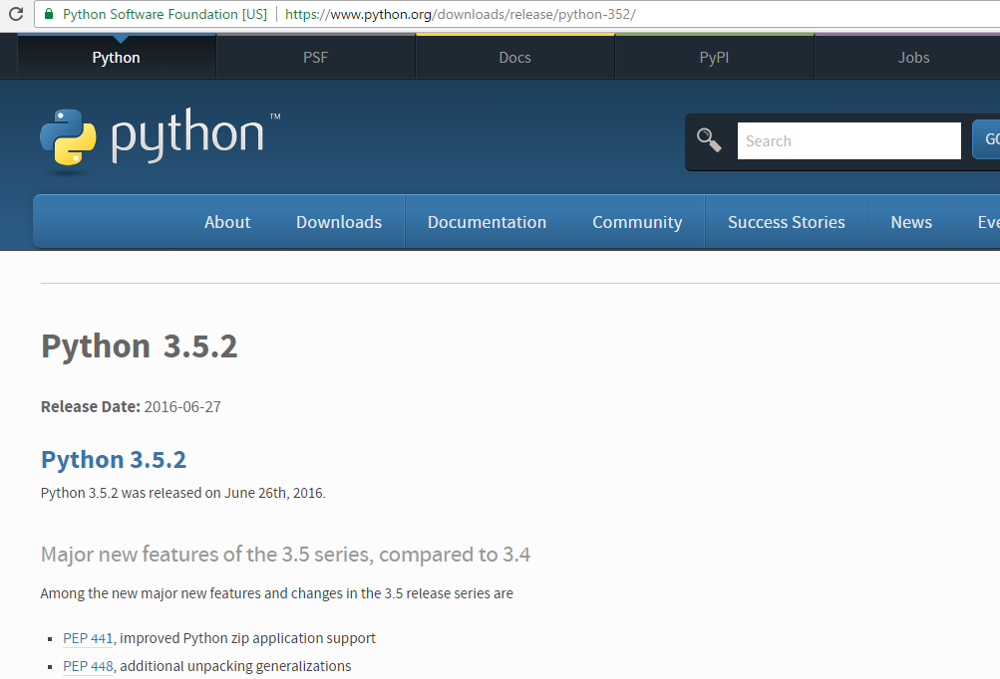 Python Software Foundation [US] https://www.python.org/downloads/release/python-352/
Python PSF Docs PyPI Jobs
python™
Search GO
About Downloads Documentation Community Success Stories News Eve
Python 3.5.2
Release Date: 2016-06-27
Python 3.5.2
Python 3.5.2 was released on June 26th, 2016.
Major new features of the 3.5 series, compared to 3.4
Among the new major new features and changes in the 3.5 release series are
▪ PEP 441, improved Python zip application support
▪ PEP 448, additional unpacking generalizations